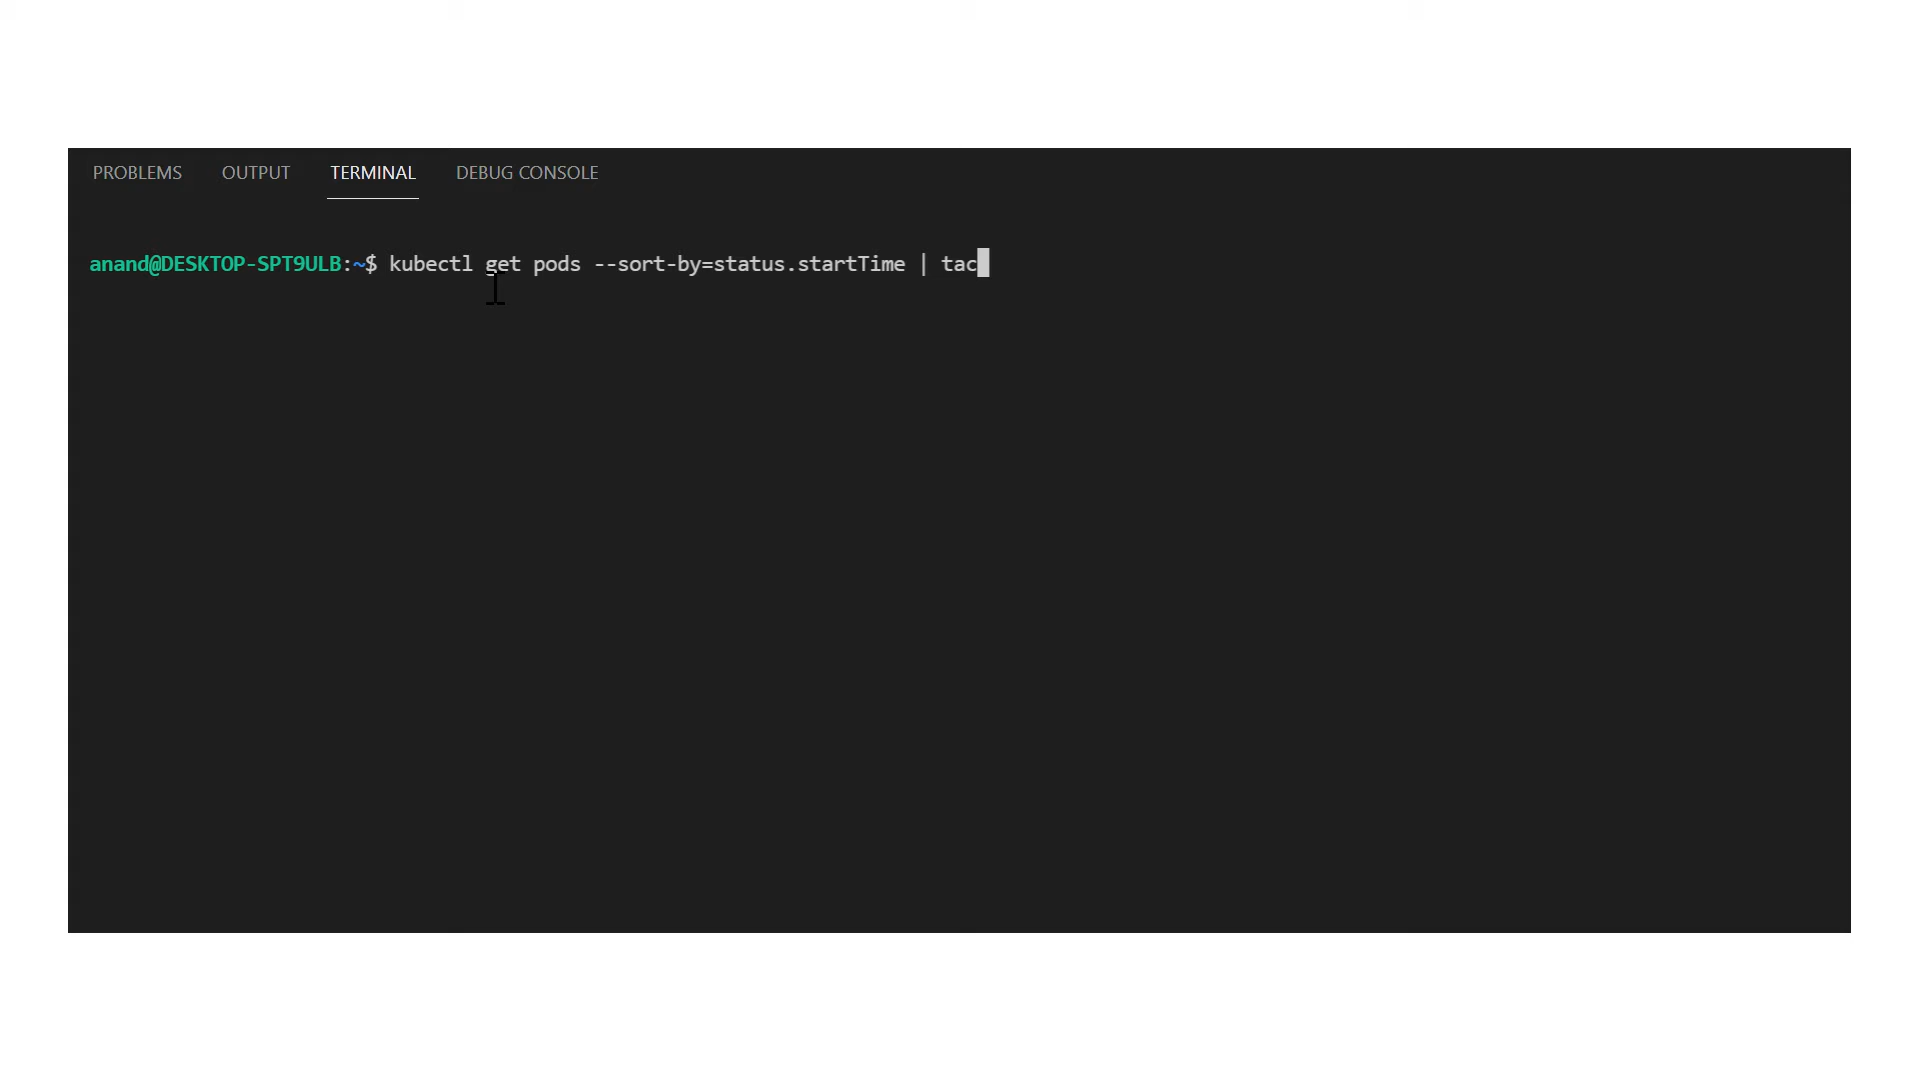 PROBLEMS OUTPUT TERMINAL DEBUG CONSOLE
anand@DESKTOP-SPT9ULB:~$ kubectl get pods --sort-by=status.startTime | tac